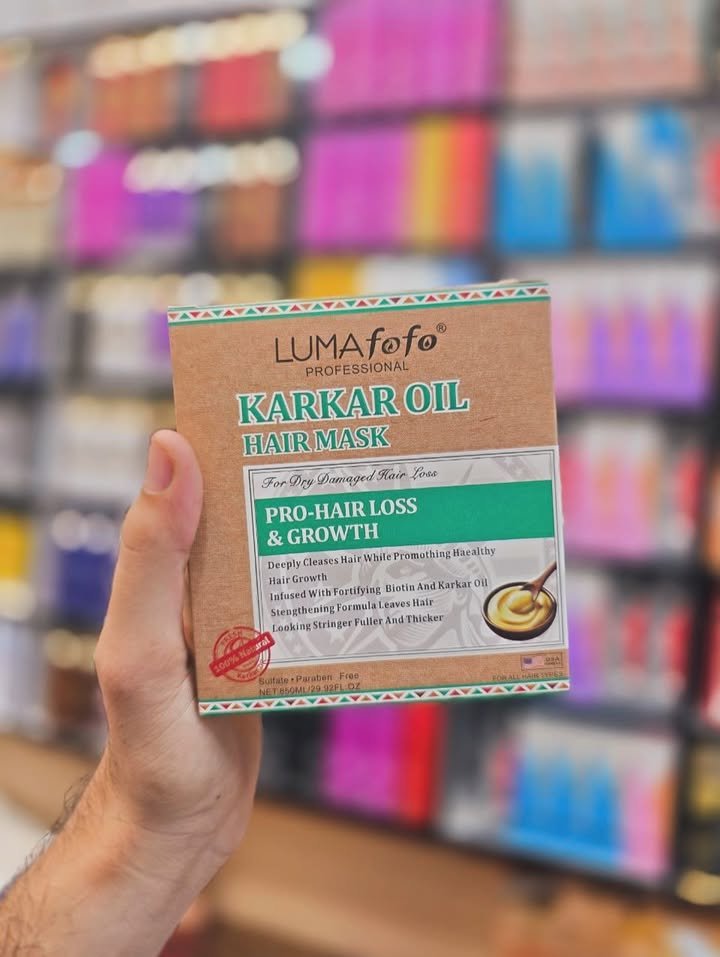 LUMAfofo®
PROFESSIONAL
KARKAR OIL
HAIR MASK
For Dry Damaged Hair Loss
PRO-HAIR LOSS
& GROWTH
Deeply Cleases Hair While Promothing Haealthy
Hair Growth
Infused With Fortifying Biotin And Karkar Oil
Stengthening Formula Leaves Hair
Looking Stringer Fuller And Thicker
100% Natural
Sulfate • Paraben Free
NET 850ML/29.92FL.OZ
USA
FOR ALL HAIR TYPES